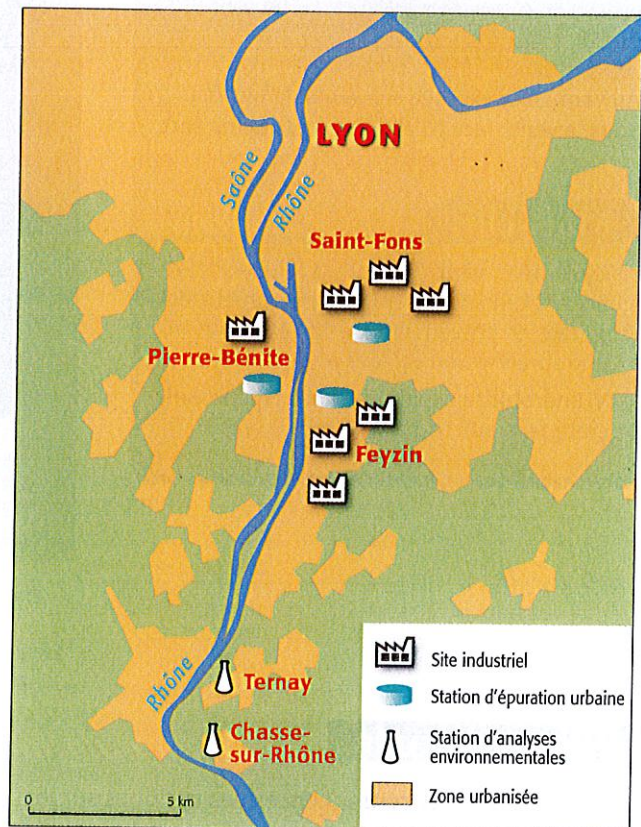 LYON
Saône
Rhône
Saint-Fons
Pierre-Bénite
Feyzin
Rhône
Ternay
Chasse-
sur-Rhône
0 5 km
Site industriel
Station d'épuration urbaine
Station d'analyses
environnementales
Zone urbanisée